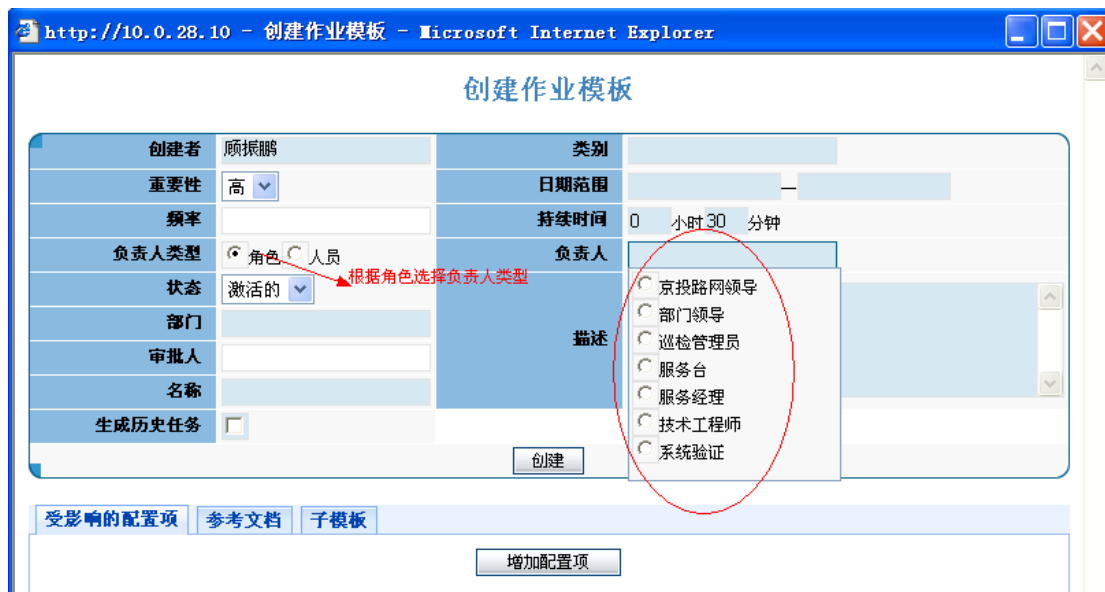 http://10.0.28.10 - 创建作业模板 - Microsoft Internet Explorer
创建作业模板
创建者 顾振鹏 类别
重要性 高 日期范围 —
频率 持续时间 0 小时 30 分钟
负责人类型 角色 人员 负责人
根据角色选择负责人类型
状态 激活的
部门
审批人
名称
生成历史任务
描述
京投路网领导
部门领导
巡检管理员
服务台
服务经理
技术工程师
系统验证
创建
受影响的配置项 参考文档 子模板
增加配置项